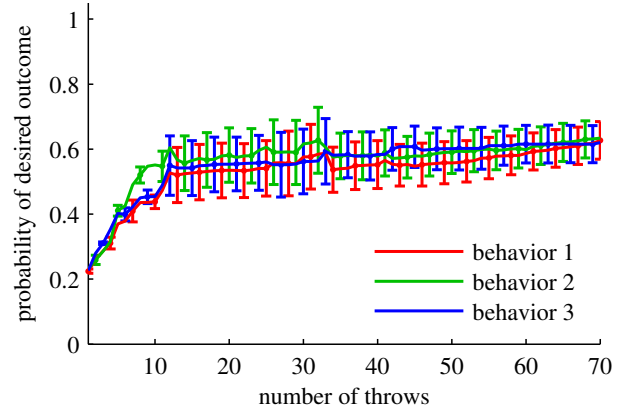 1
0.8
0.6
0.4
0.2
0
probability of desired outcome
behavior 1
behavior 2
behavior 3
10 20 30 40 50 60 70
number of throws